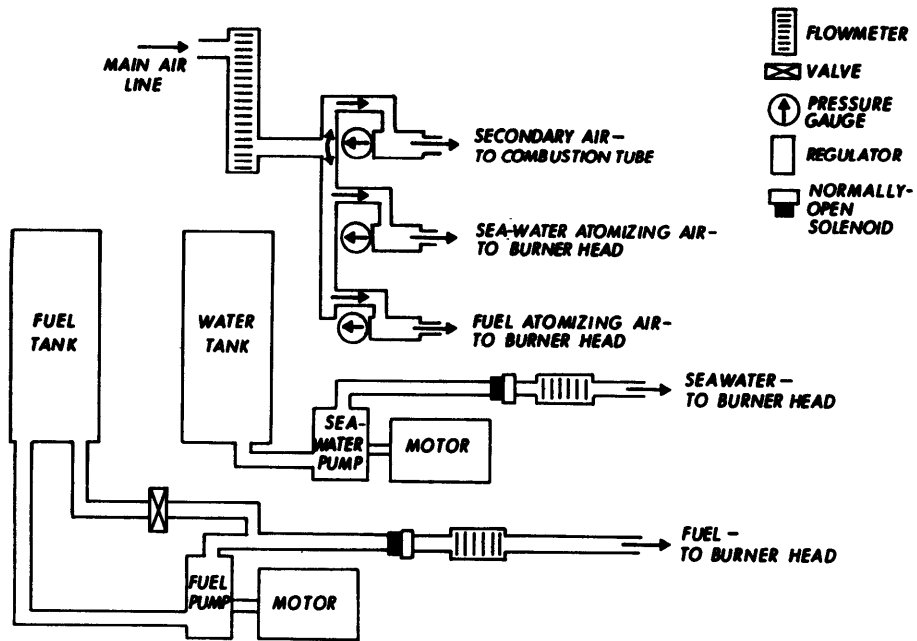 MAIN AIR
LINE
SECONDARY AIR—
TO COMBUSTION TUBE
SEA-WATER ATOMIZING AIR—
TO BURNER HEAD
FUEL ATOMIZING AIR—
TO BURNER HEAD
FLOWMETER
VALVE
PRESSURE
GAUGE
REGULATOR
NORMALLY-
OPEN
SOLENOID
FUEL
TANK
WATER
TANK
SEAWATER—
TO BURNER HEAD
SEA-
WATER
PUMP
MOTOR
FUEL—
TO BURNER HEAD
FUEL
PUMP
MOTOR